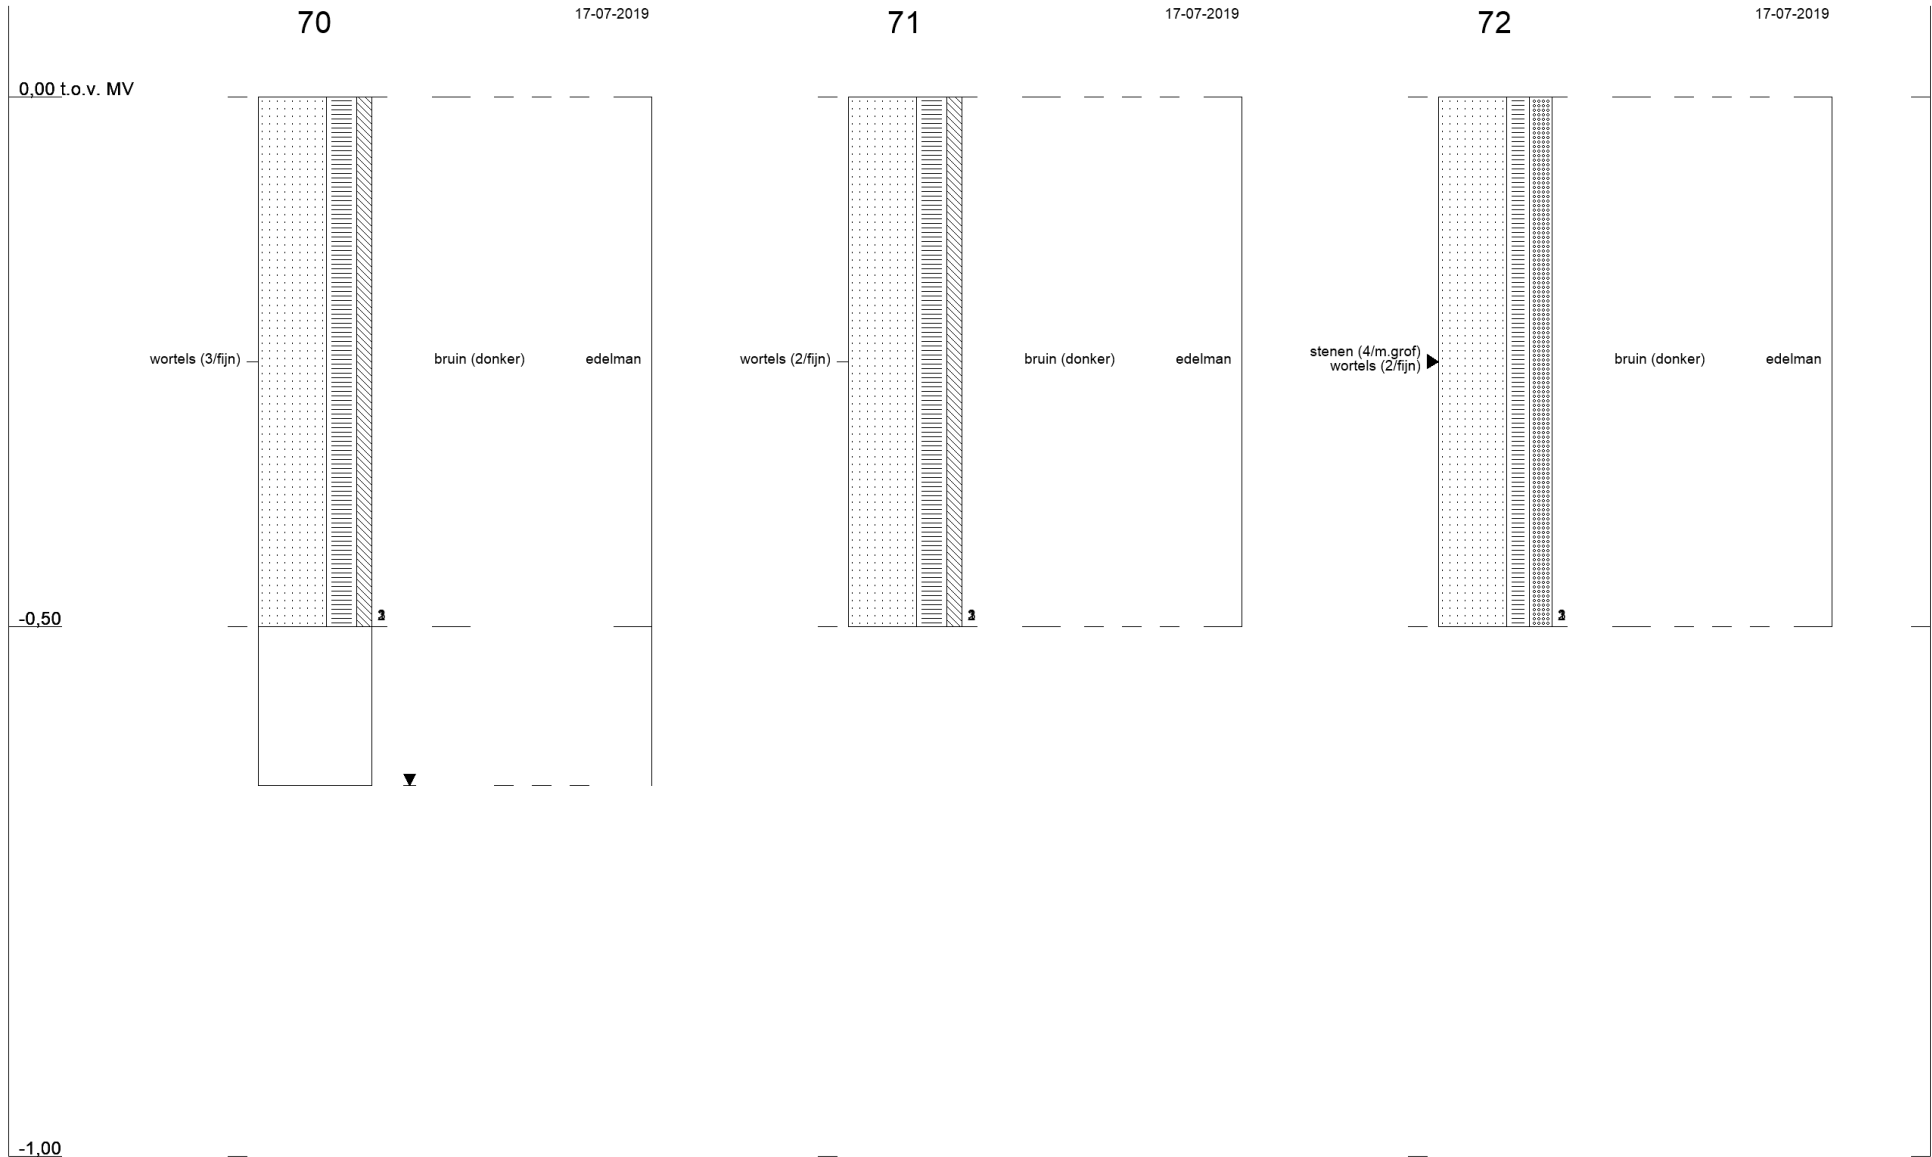 70
17-07-2019
71
17-07-2019
72
17-07-2019
0,00 t.o.v. MV
wortels (3/fijn)
bruin (donker)
edelman
wortels (2/fijn)
bruin (donker)
edelman
stenen (4/m.grof)
wortels (2/fijn)
bruin (donker)
edelman
-0,50
-1,00